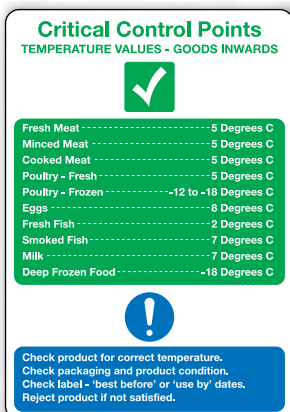 Critical Control Points
TEMPERATURE VALUES - GOODS INWARDS
Fresh Meat 5 Degrees C
Minced Meat 5 Degrees C
Cooked Meat 5 Degrees C
Poultry - Fresh 5 Degrees C
Poultry - Frozen -12 to -18 Degrees C
Eggs 8 Degrees C
Fresh Fish 2 Degrees C
Smoked Fish 7 Degrees C
Milk 7 Degrees C
Deep Frozen Food -18 Degrees C
Check product for correct temperature.
Check packaging and product condition.
Check label - 'best before' or 'use by' dates.
Reject product if not satisfied.